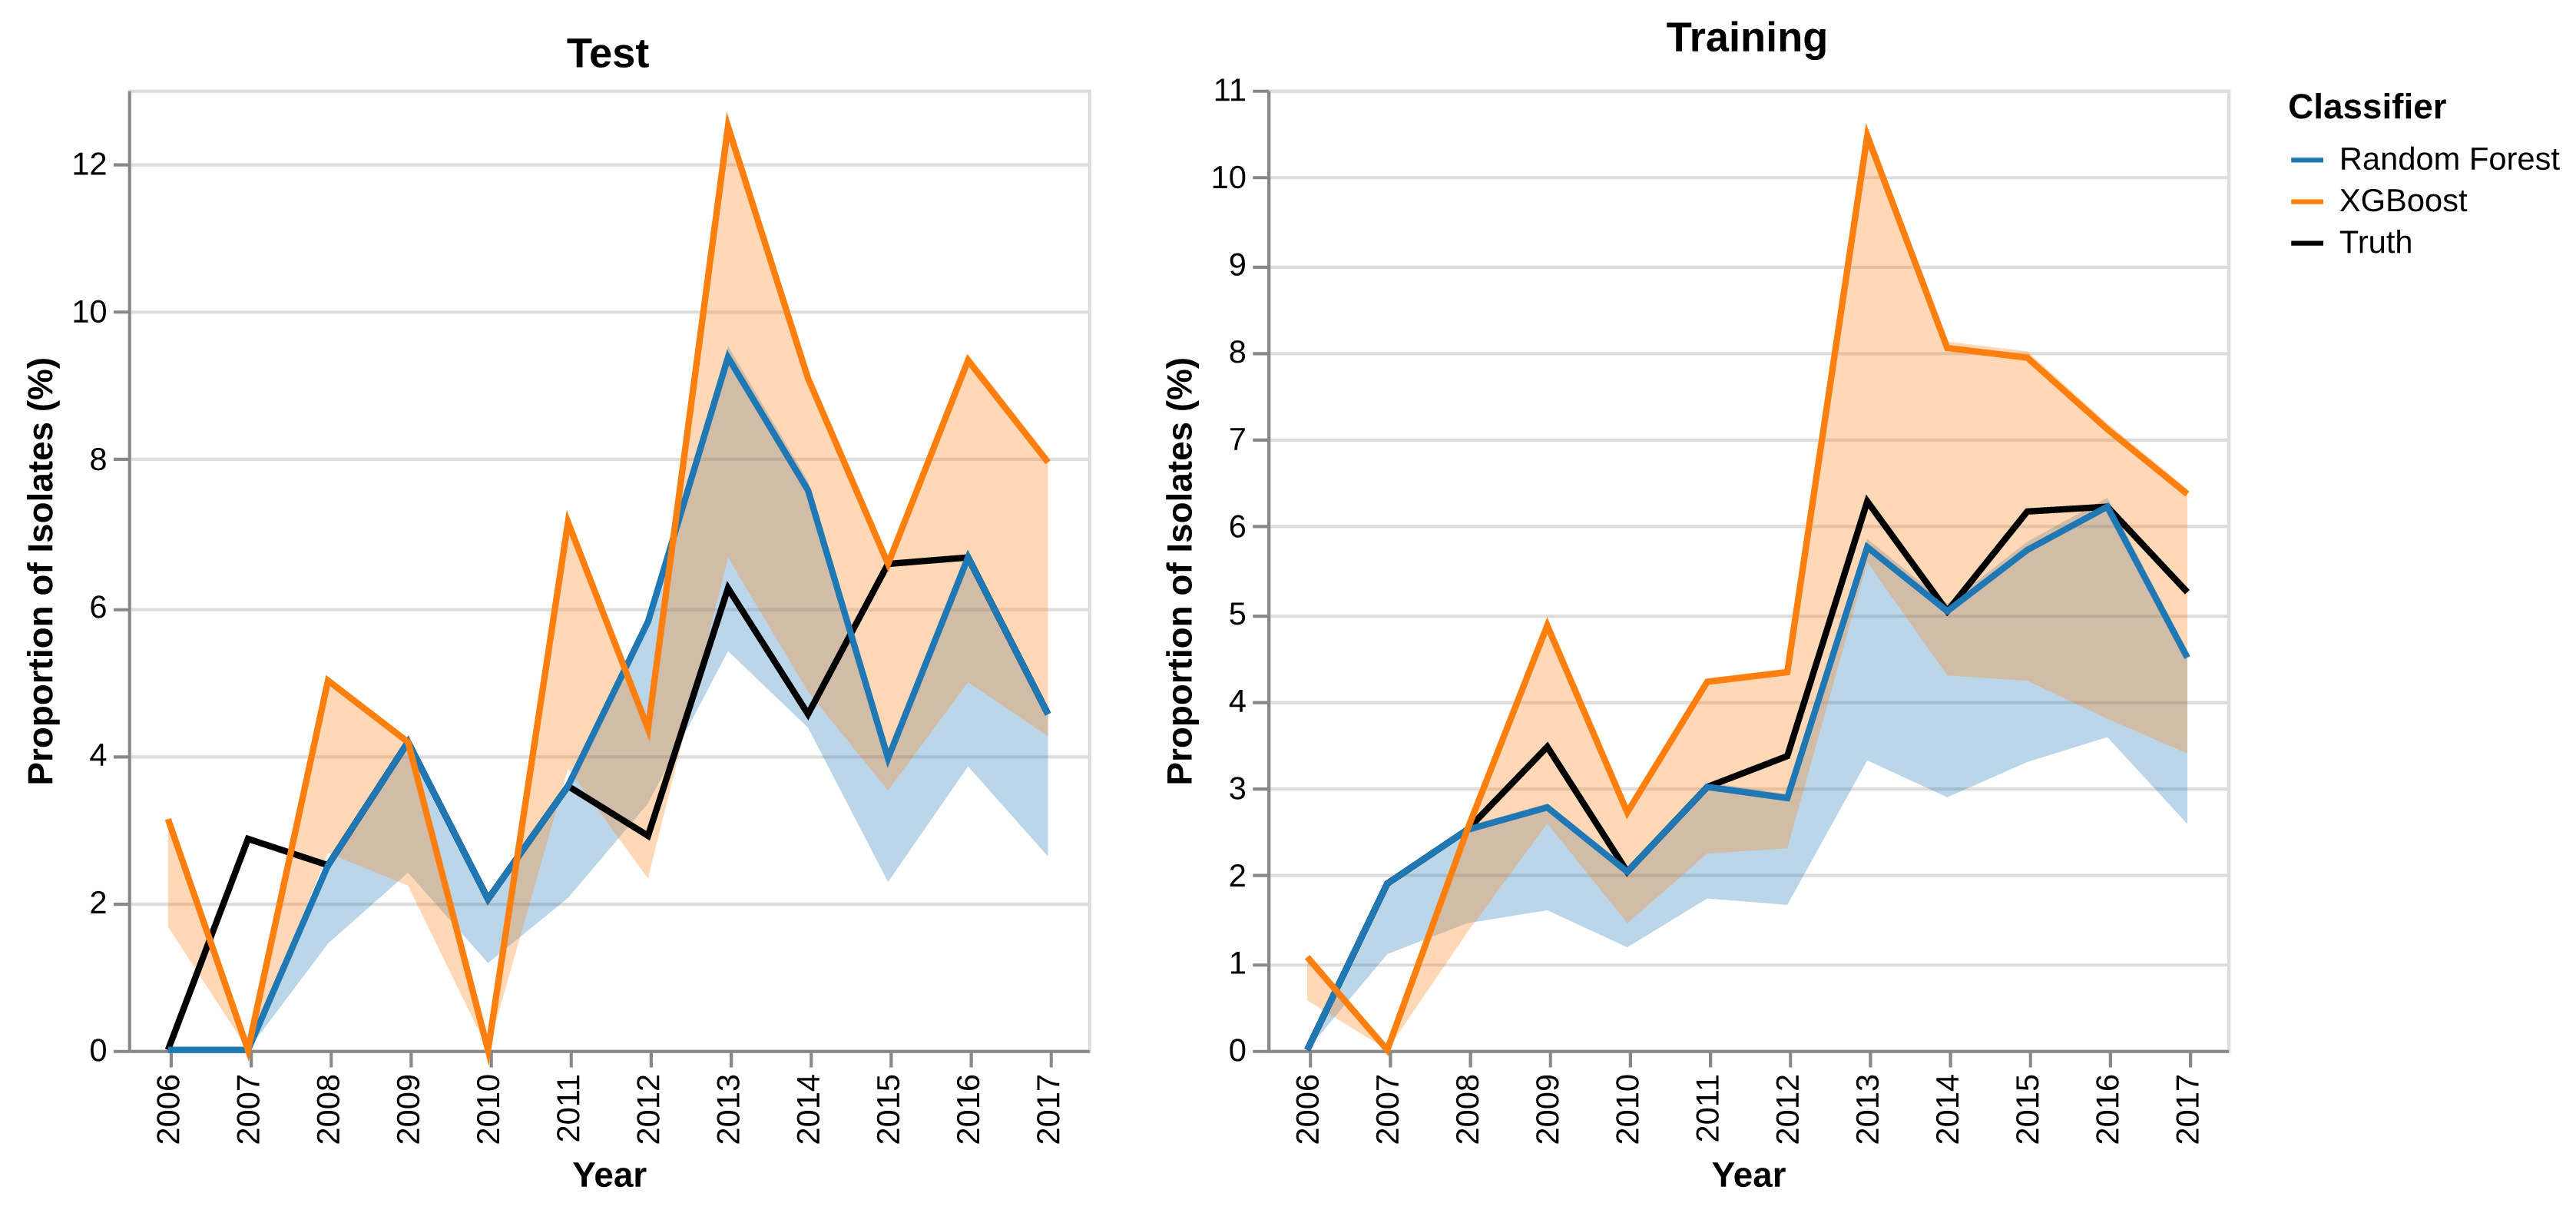 Test
Proportion of Isolates (%)
12
10
8
6
4
2
0
2006 2007 2008 2009 2010 2011 2012 2013 2014 2015 2016 2017
Year
Training
Proportion of Isolates (%)
11
10
9
8
7
6
5
4
3
2
1
0
2006 2007 2008 2009 2010 2011 2012 2013 2014 2015 2016 2017
Year
Classifier
Random Forest
XGBoost
Truth